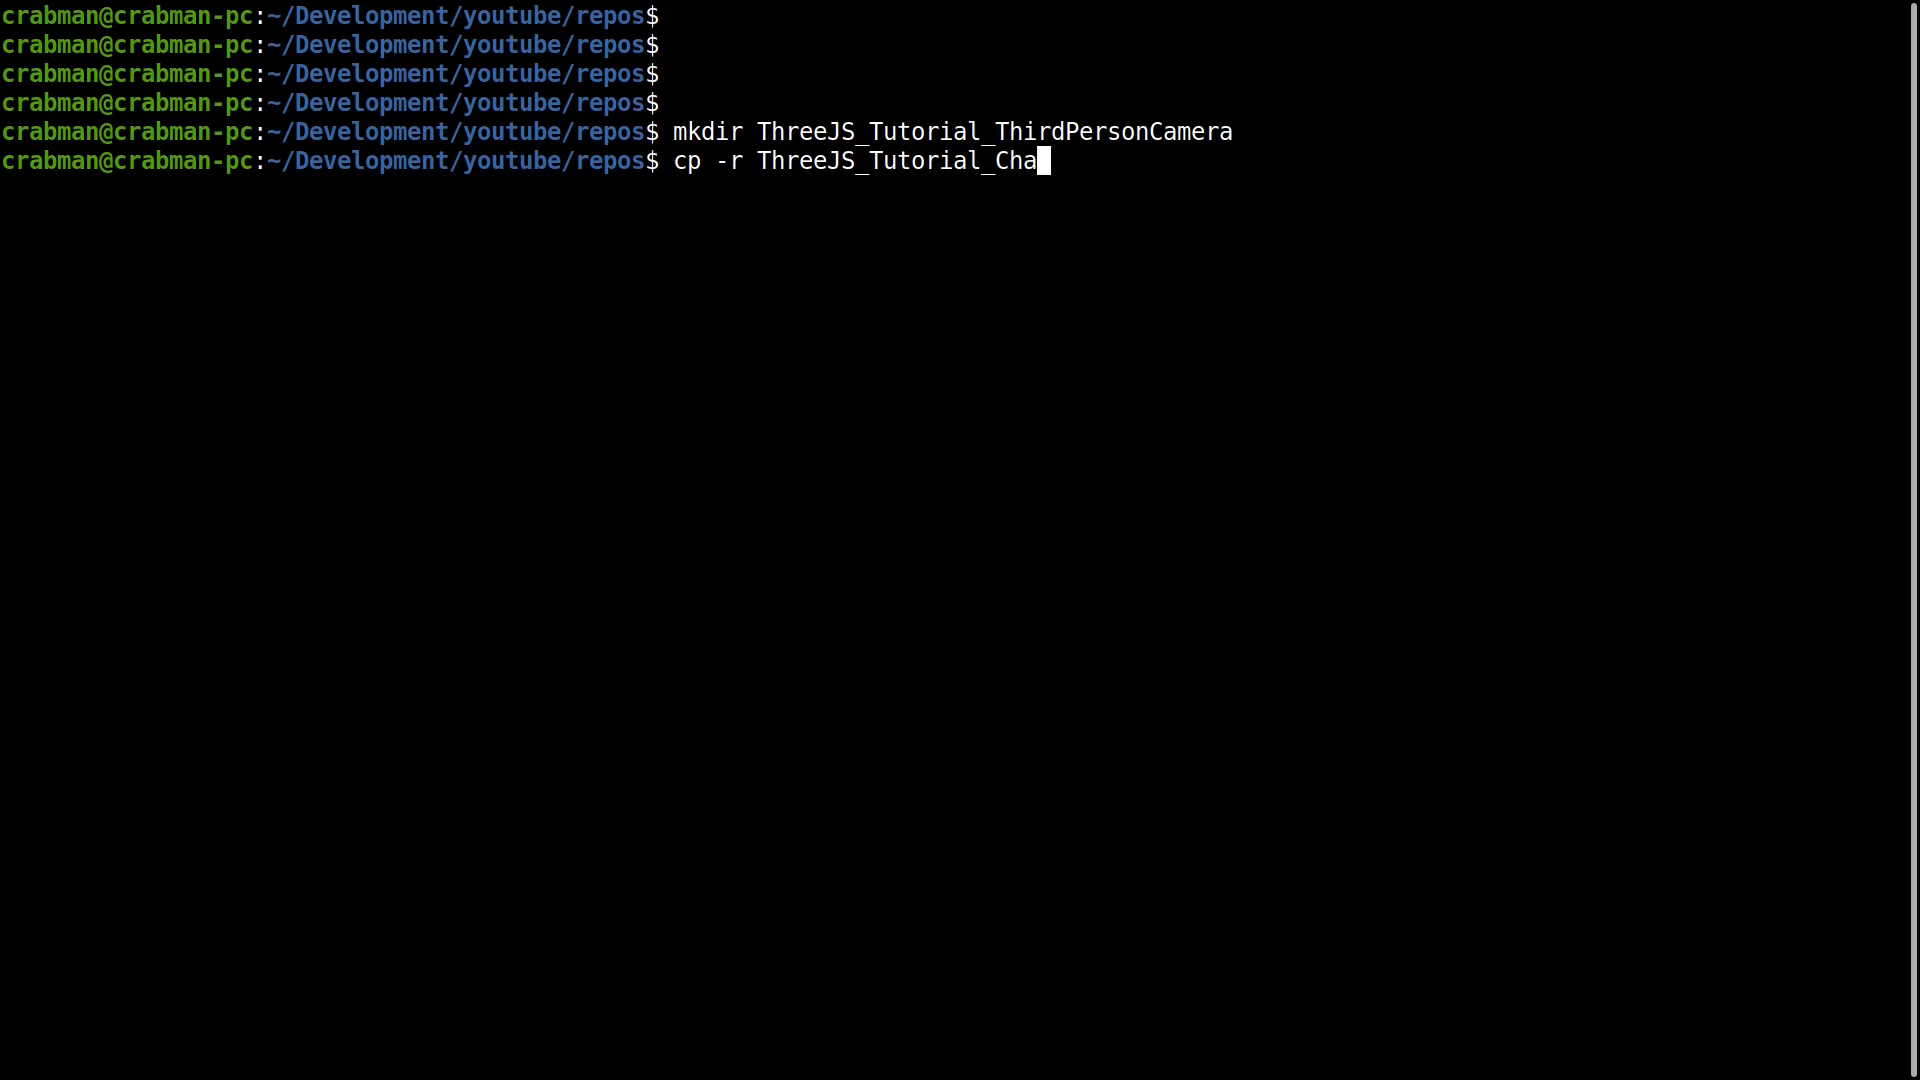 crabman@crabman-pc:~/Development/youtube/repos$
crabman@crabman-pc:~/Development/youtube/repos$
crabman@crabman-pc:~/Development/youtube/repos$
crabman@crabman-pc:~/Development/youtube/repos$
crabman@crabman-pc:~/Development/youtube/repos$ mkdir ThreeJS_Tutorial_ThirdPersonCamera
crabman@crabman-pc:~/Development/youtube/repos$ cp -r ThreeJS_Tutorial_Cha